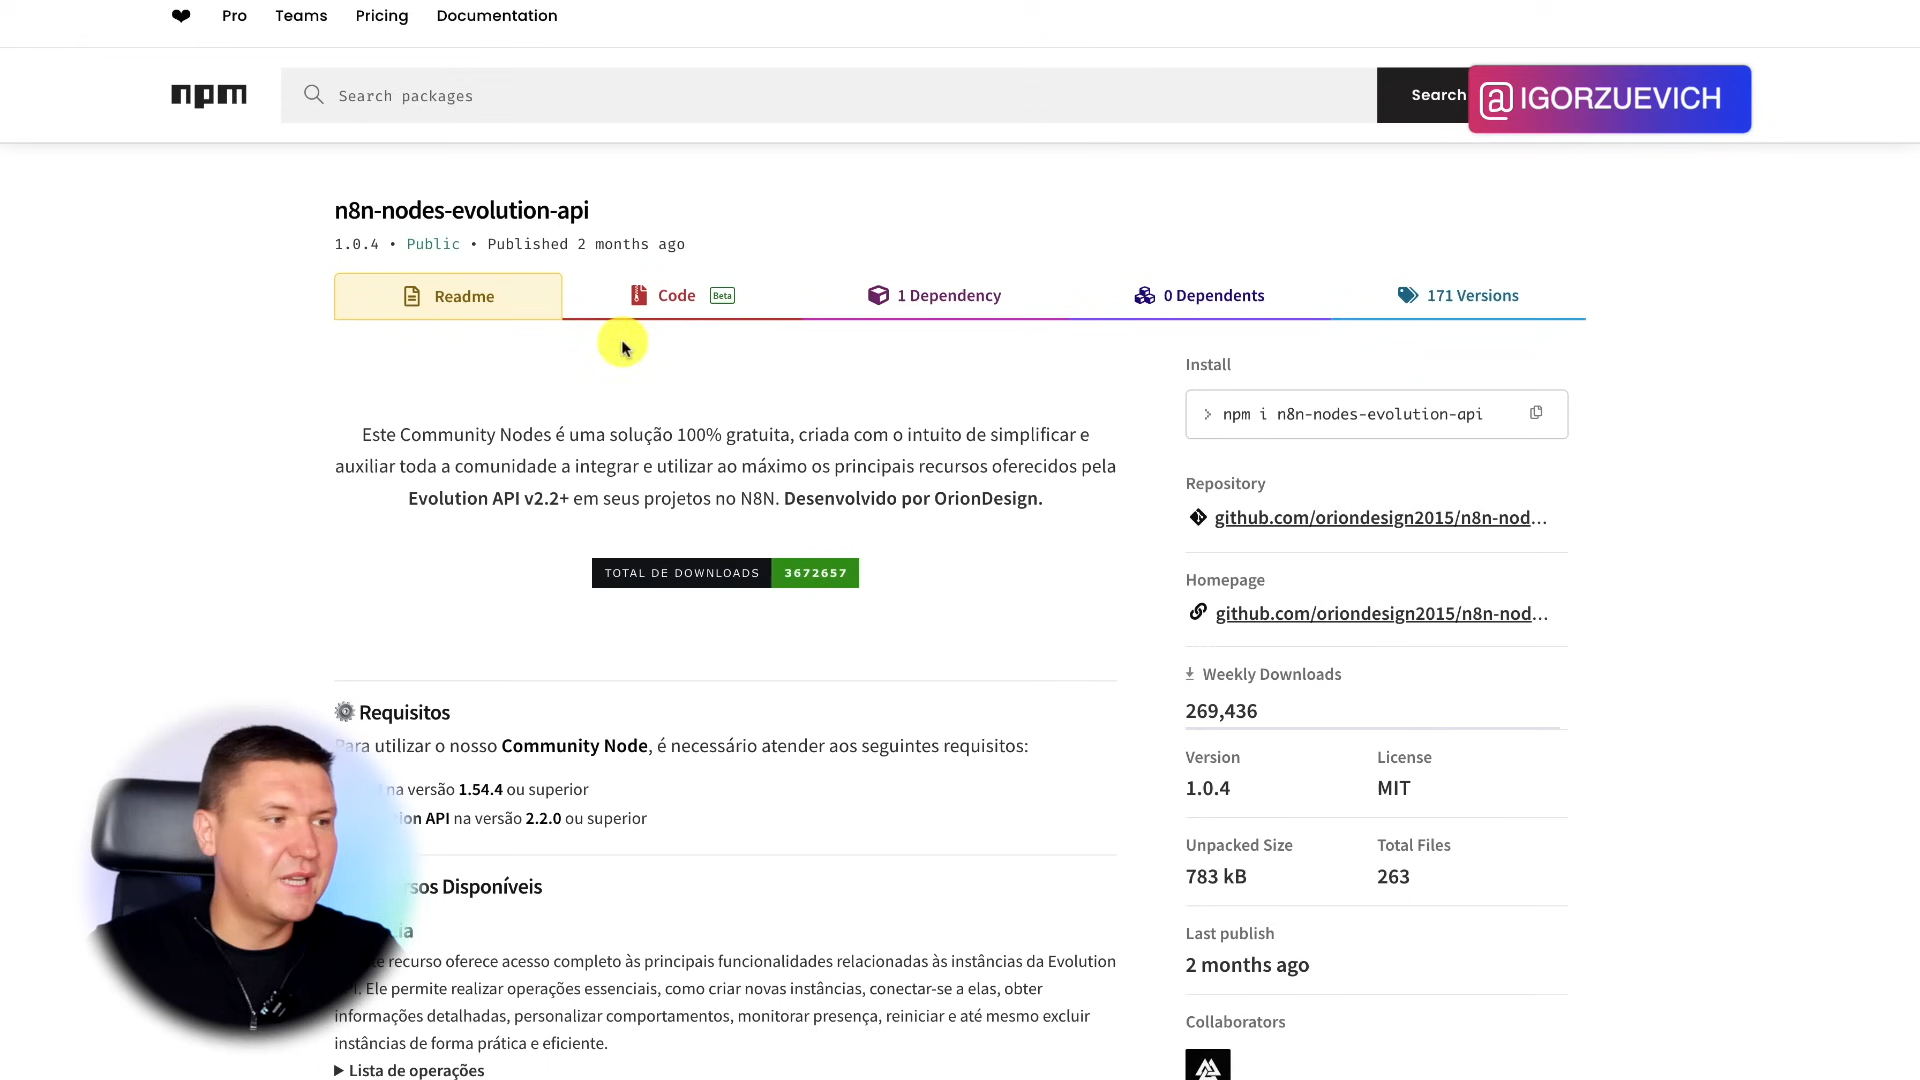 ❤ Pro Teams Pricing Documentation
npm Search packages Search @IGORZUEVICH
n8n-nodes-evolution-api
1.0.4 • Public • Published 2 months ago
Readme Code Beta 1 Dependency 0 Dependents 171 Versions
Este Community Nodes é uma solução 100% gratuita, criada com o intuito de simplificar e
auxiliar toda a comunidade a integrar e utilizar ao máximo os principais recursos oferecidos pela
Evolution API v2.2+ em seus projetos no N8N. Desenvolvido por OrionDesign.
TOTAL DE DOWNLOADS 3672657
Requisitos
Para utilizar o nosso Community Node, é necessário atender aos seguintes requisitos:
na versão 1.54.4 ou superior
API na versão 2.2.0 ou superior
Disponíveis
recurso oferece acesso completo às principais funcionalidades relacionadas às instâncias da Evolution
Ele permite realizar operações essenciais, como criar novas instâncias, conectar-se a elas, obter
informações detalhadas, personalizar comportamentos, monitorar presença, reiniciar e até mesmo excluir
instâncias de forma prática e eficiente.
▶ Lista de operações
Install
> npm i n8n-nodes-evolution-api
Repository
github.com/oriondesign2015/n8n-nod...
Homepage
github.com/oriondesign2015/n8n-nod...
Weekly Downloads
269,436
Version License
1.0.4 MIT
Unpacked Size Total Files
783 kB 263
Last publish
2 months ago
Collaborators